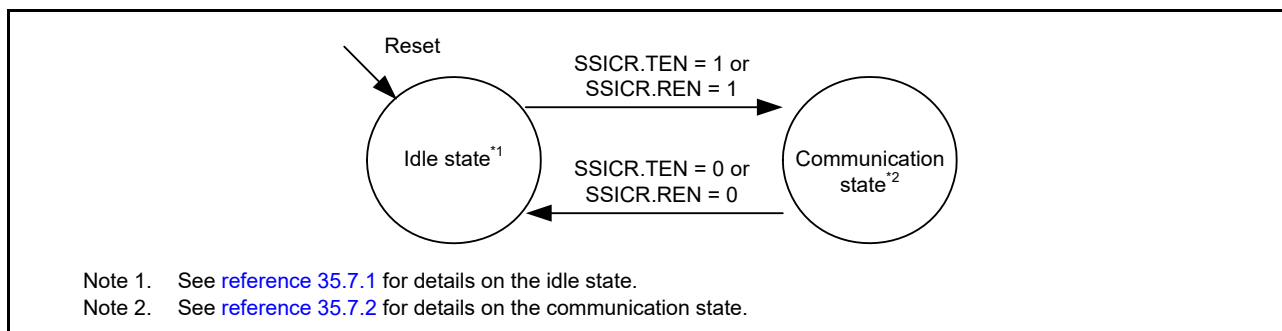 Reset
SSICR.TEN = 1 or
SSICR.REN = 1
Idle state*1
Communication
state*2
SSICR.TEN = 0 or
SSICR.REN = 0
Note 1. See reference 35.7.1 for details on the idle state.
Note 2. See reference 35.7.2 for details on the communication state.